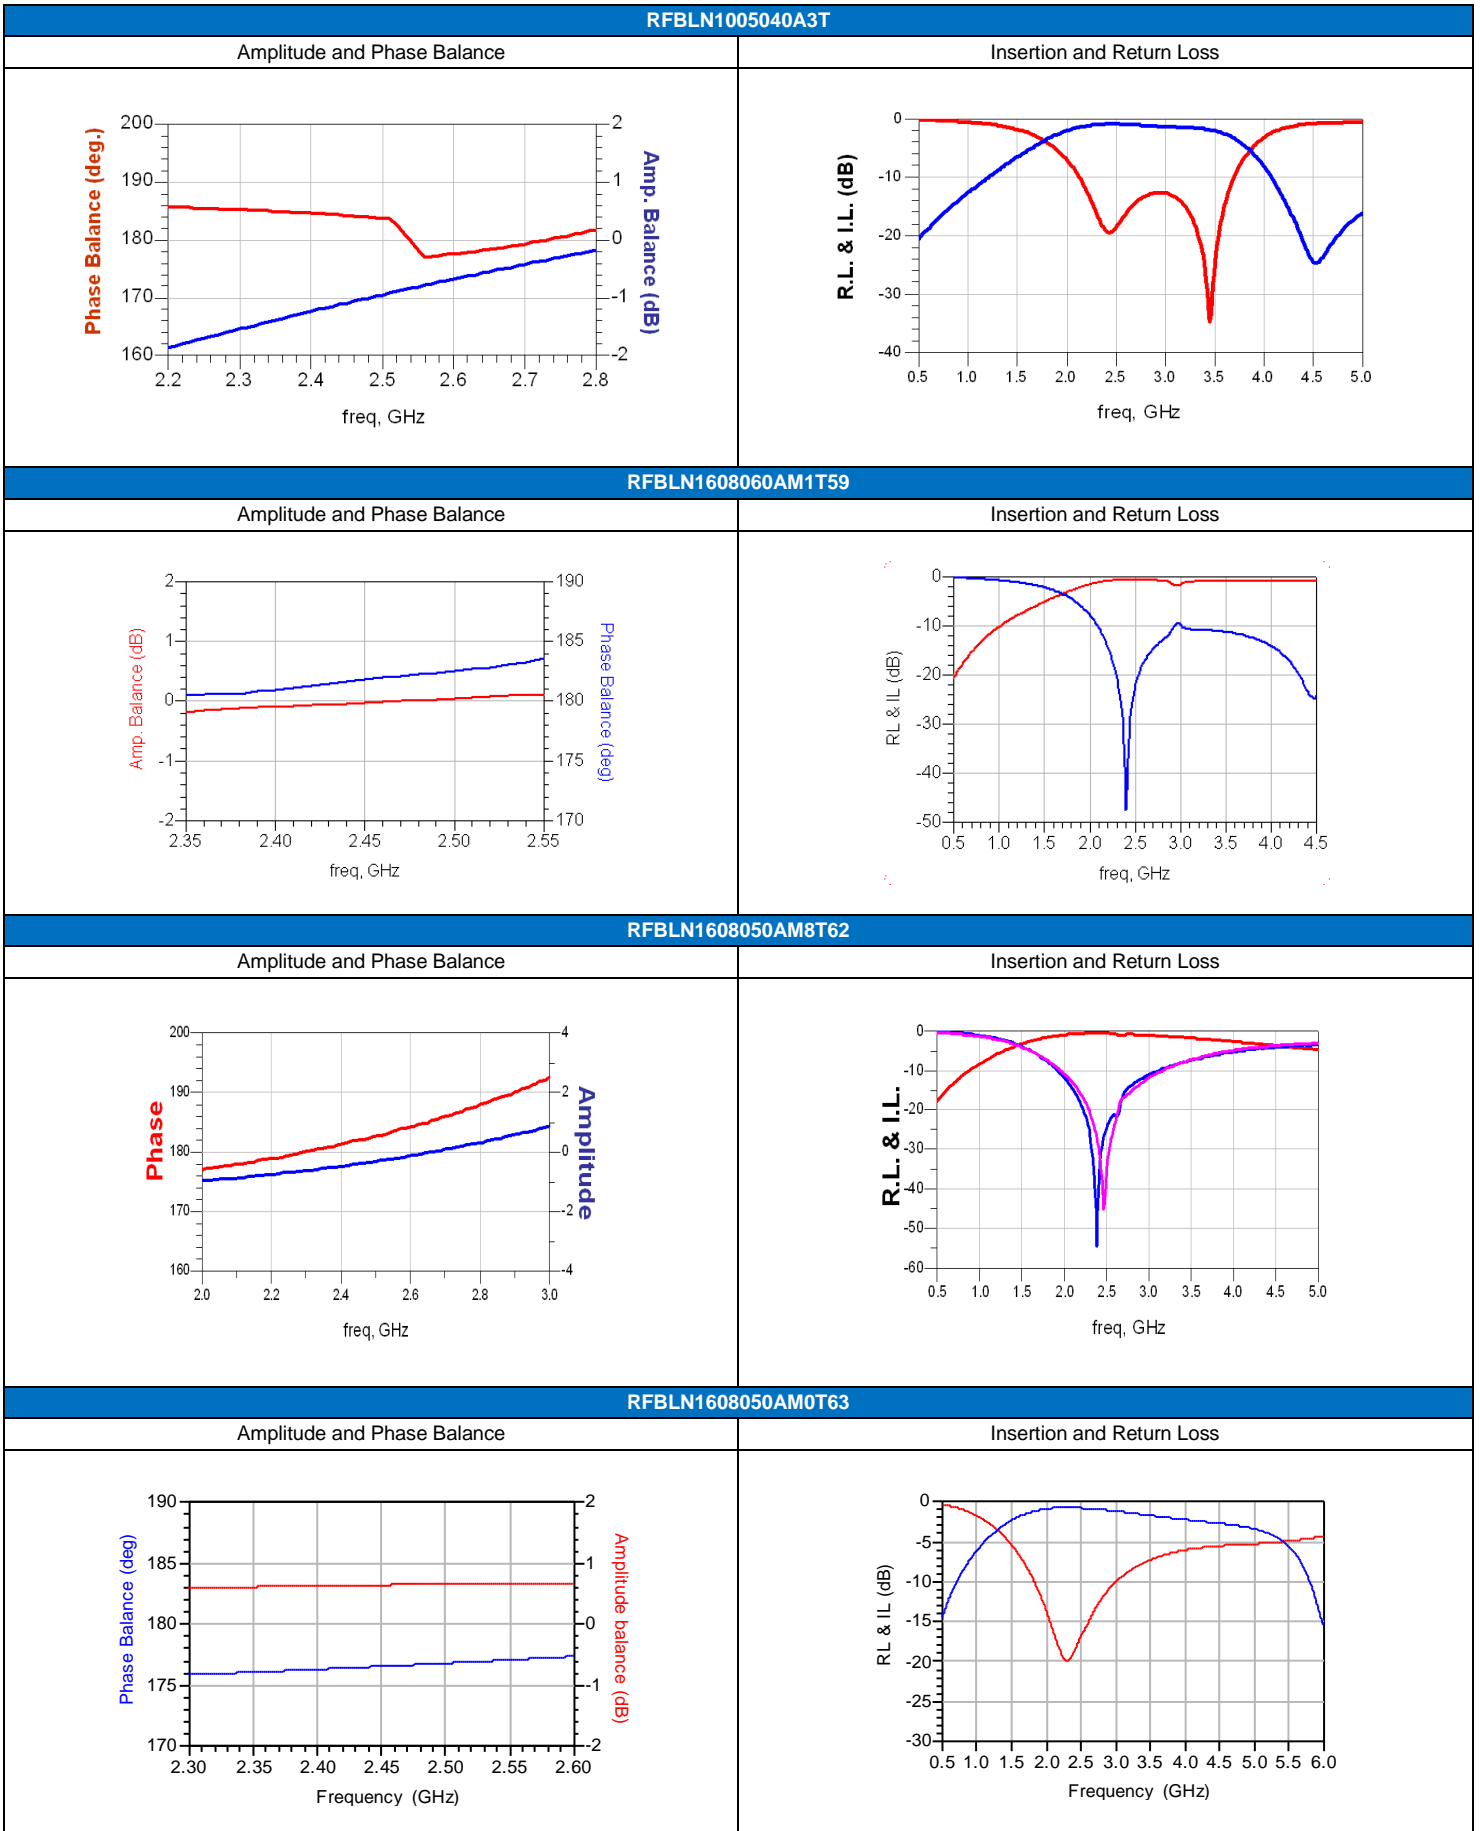 RFBLN1005040A3T
Amplitude and Phase Balance
Insertion and Return Loss
Phase Balance (deg.)
200
190
180
170
160
2
1
0
-1
-2
Amp. Balance (dB)
2.2 2.3 2.4 2.5 2.6 2.7 2.8
freq, GHz
R.L. & I.L. (dB)
0
-10
-20
-30
-40
0.5 1.0 1.5 2.0 2.5 3.0 3.5 4.0 4.5 5.0
freq, GHz
RFBLN1608060AM1T59
Amplitude and Phase Balance
Insertion and Return Loss
Amp. Balance (dB)
2
1
0
-1
-2
190
185
180
175
170
Phase Balance (deg)
2.35 2.40 2.45 2.50 2.55
freq, GHz
RL & IL (dB)
0
-10
-20
-30
-40
-50
0.5 1.0 1.5 2.0 2.5 3.0 3.5 4.0 4.5
freq, GHz
RFBLN1608050AM8T62
Amplitude and Phase Balance
Insertion and Return Loss
Phase
200
190
180
170
160
4
2
0
-2
-4
Amplitude
2.0 2.2 2.4 2.6 2.8 3.0
freq, GHz
R.L. & I.L.
0
-10
-20
-30
-40
-50
-60
0.5 1.0 1.5 2.0 2.5 3.0 3.5 4.0 4.5 5.0
freq, GHz
RFBLN1608050AM0T63
Amplitude and Phase Balance
Insertion and Return Loss
Phase Balance (deg)
190
185
180
175
170
2
1
0
-1
-2
Amplitude balance (dB)
2.30 2.35 2.40 2.45 2.50 2.55 2.60
Frequency (GHz)
RL & IL (dB)
0
-5
-10
-15
-20
-25
-30
0.5 1.0 1.5 2.0 2.5 3.0 3.5 4.0 4.5 5.0 5.5 6.0
Frequency (GHz)